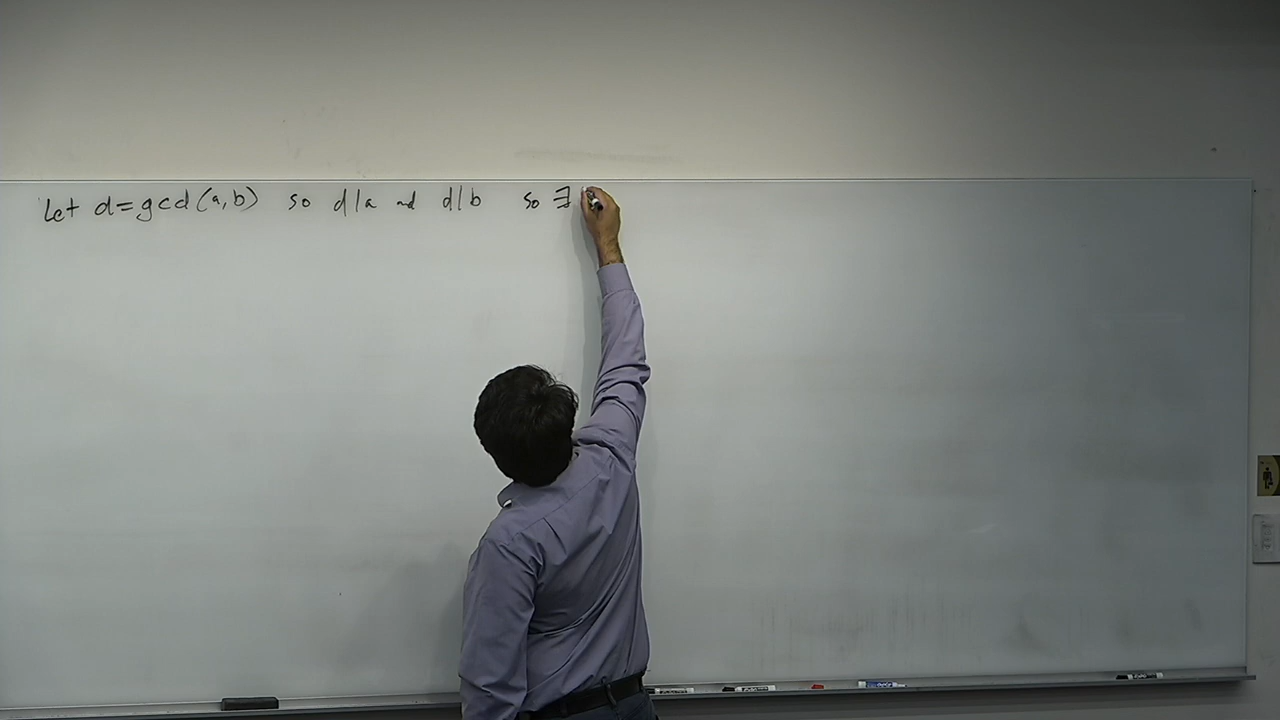 Let d=gcd(a,b) so d|a and d|b so ∃